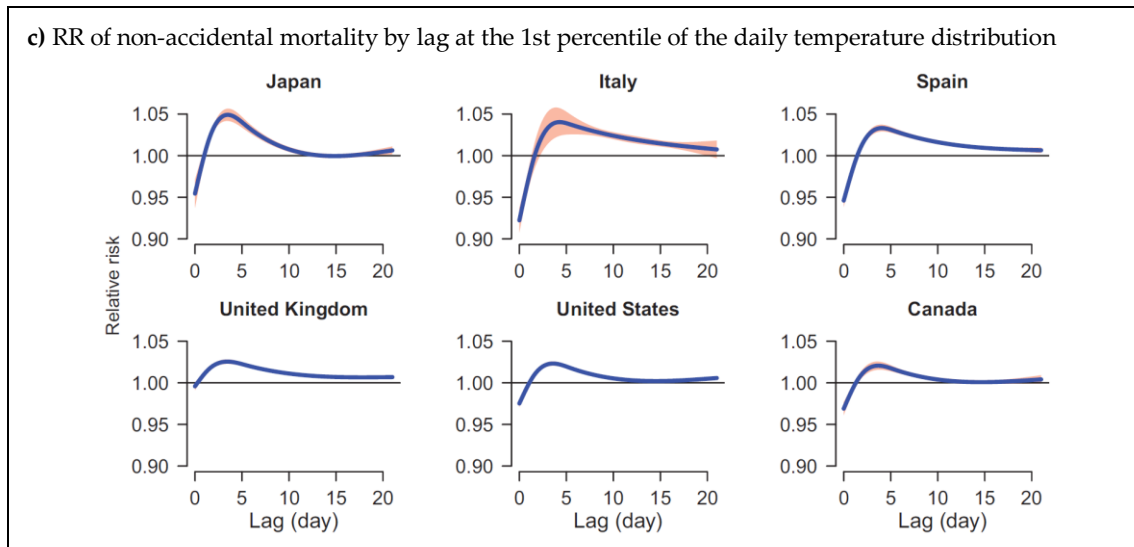 c) RR of non-accidental mortality by lag at the 1st percentile of the daily temperature distribution
Japan Italy Spain
1.05 1.05 1.05
1.00 1.00 1.00
0.95 0.95 0.95
0.90 0.90 0.90
0 5 10 15 20 0 5 10 15 20 0 5 10 15 20
Relative risk
United Kingdom United States Canada
1.05 1.05 1.05
1.00 1.00 1.00
0.95 0.95 0.95
0.90 0.90 0.90
0 5 10 15 20 0 5 10 15 20 0 5 10 15 20
Lag (day) Lag (day) Lag (day)